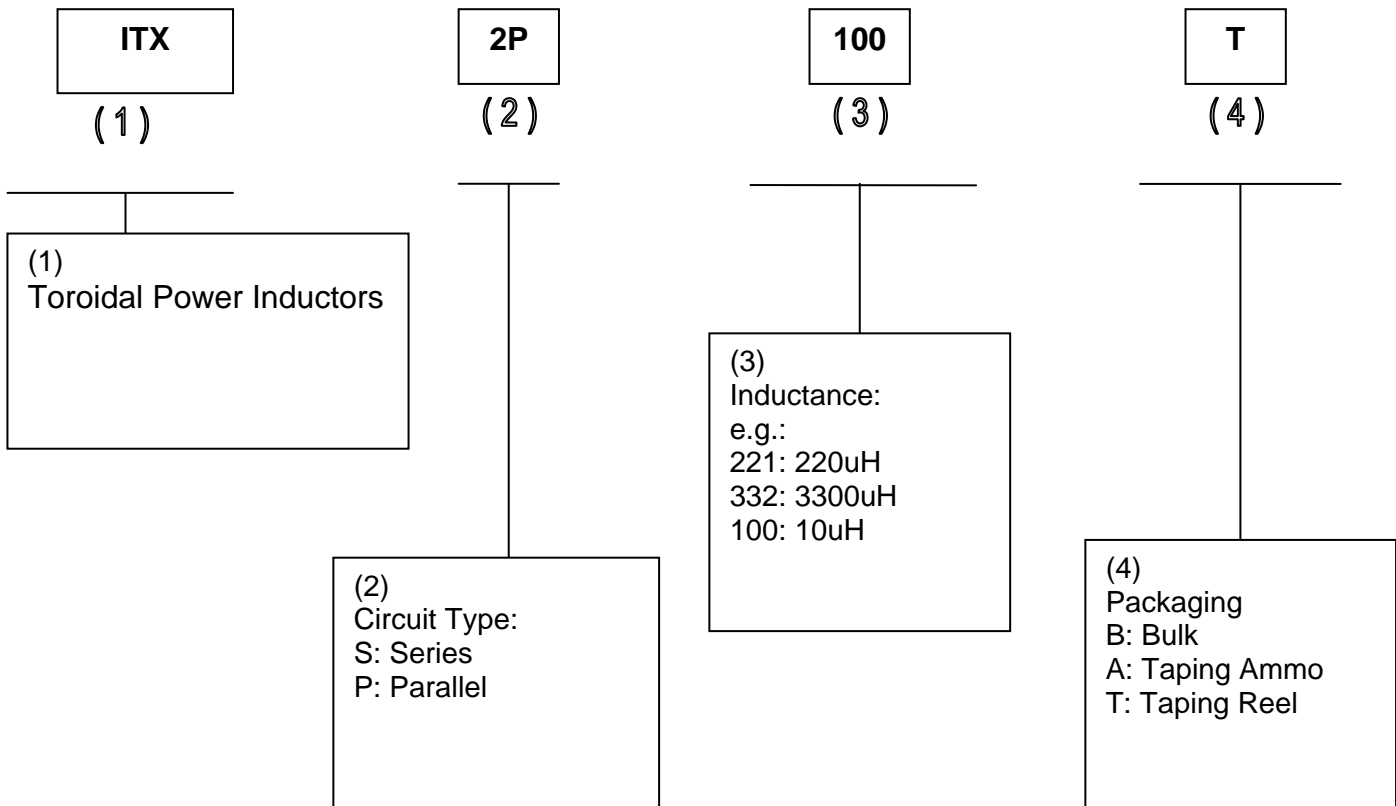 ITX
2P
100
T
(1)
(2)
(3)
(4)
(1)
Toroidal Power Inductors
(3)
Inductance:
e.g.:
221: 220uH
332: 3300uH
100: 10uH
(2)
Circuit Type:
S: Series
P: Parallel
(4)
Packaging
B: Bulk
A: Taping Ammo
T: Taping Reel